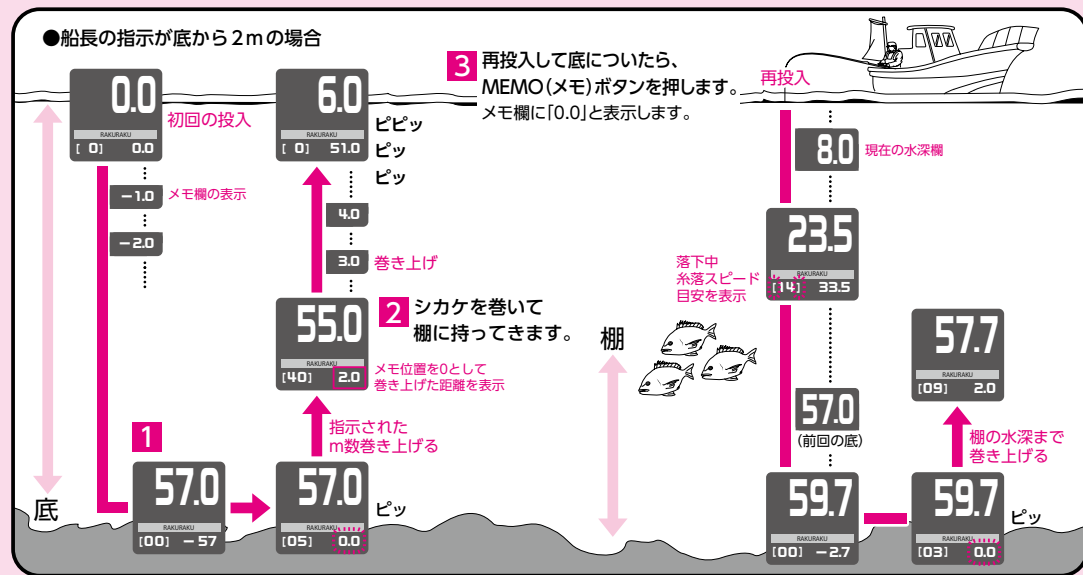 ●船長の指示が底から2mの場合
0.0
RAKURAKU
[ 0] 0.0
初回の投入
−1.0
メモ欄の表示
−2.0
底
1
57.0
RAKURAKU
[00] −57
57.0
RAKURAKU
[05] 0.0
ピッ
指示された
m数巻き上げる
55.0
RAKURAKU
[40] 2.0
2 シカケを巻いて
棚に持ってきます。
メモ位置を0として
巻き上げた距離を表示
3.0
巻き上げ
4.0
6.0
RAKURAKU
[ 0] 51.0
ピピッ
ピッ
ピッ
3 再投入して底についたら、
MEMO(メモ)ボタンを押します。
メモ欄に「0.0」と表示します。
再投入
8.0
現在の水深欄
23.5
RAKURAKU
[14] 33.5
落下中
糸落スピード
目安を表示
棚
57.0
(前回の底)
59.7
RAKURAKU
[00] −2.7
59.7
RAKURAKU
[03] 0.0
ピッ
棚の水深まで
巻き上げる
57.7
RAKURAKU
[09] 2.0